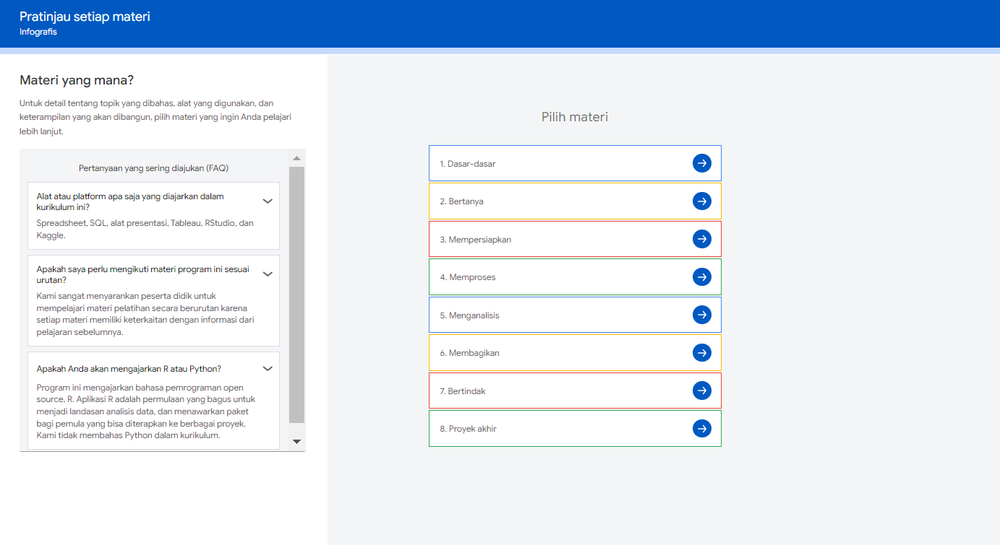 Pratinjau setiap materi
Infografis
Materi yang mana?
Untuk detail tentang topik yang dibahas, alat yang digunakan, dan
keterampilan yang akan dibangun, pilih materi yang ingin Anda pelajari
lebih lanjut.
Pertanyaan yang sering diajukan (FAQ)
Alat atau platform apa saja yang diajarkan dalam
kurikulum ini?
Spreadsheet, SQL, alat presentasi, Tableau, RStudio, dan
Kaggle.
Apakah saya perlu mengikuti materi program ini sesuai
urutan?
Kami sangat menyarankan peserta didik untuk
mempelajari materi pelatihan secara berurutan karena
setiap materi memiliki keterkaitan dengan informasi dari
pelajaran sebelumnya.
Apakah Anda akan mengajarkan R atau Python?
Program ini mengajarkan bahasa pemrograman open
source, R. Aplikasi R adalah permulaan yang bagus untuk
menjadi landasan analisis data, dan menawarkan paket
bagi pemula yang bisa diterapkan ke berbagai proyek.
Kami tidak membahas Python dalam kurikulum.
Pilih materi
1. Dasar-dasar
2. Bertanya
3. Mempersiapkan
4. Memproses
5. Menganalisis
6. Membagikan
7. Bertindak
8. Proyek akhir